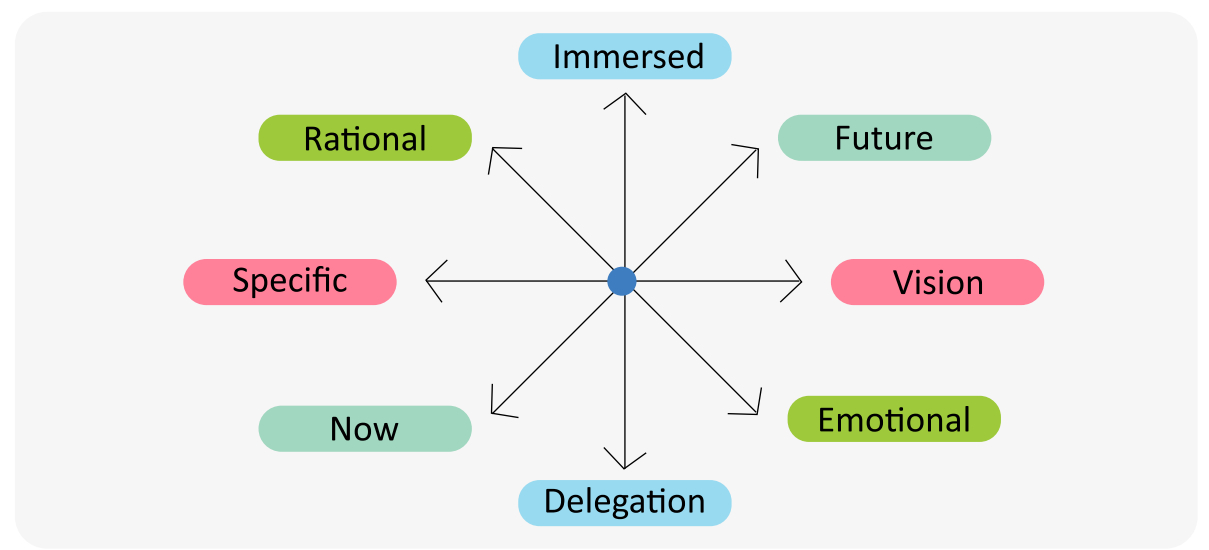 Immersed
Rational
Future
Specific
Vision
Now
Emotional
Delegation